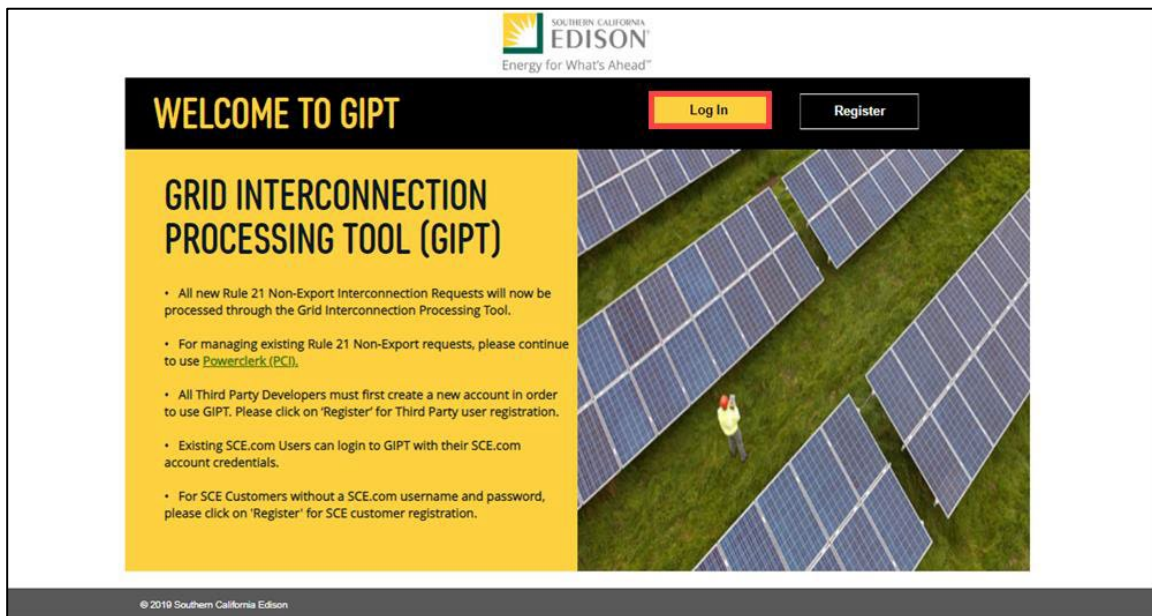 SOUTHERN CALIFORNIA
EDISON®
Energy for What's Ahead℠
WELCOME TO GIPT
Log In
Register
GRID INTERCONNECTION
PROCESSING TOOL (GIPT)
• All new Rule 21 Non-Export Interconnection Requests will now be
processed through the Grid Interconnection Processing Tool.
• For managing existing Rule 21 Non-Export requests, please continue
to use Powerclerk (PCI).
• All Third Party Developers must first create a new account in order
to use GIPT. Please click on ‘Register’ for Third Party user registration.
• Existing SCE.com Users can login to GIPT with their SCE.com
account credentials.
• For SCE Customers without a SCE.com username and password,
please click on 'Register' for SCE customer registration.
© 2019 Southern California Edison